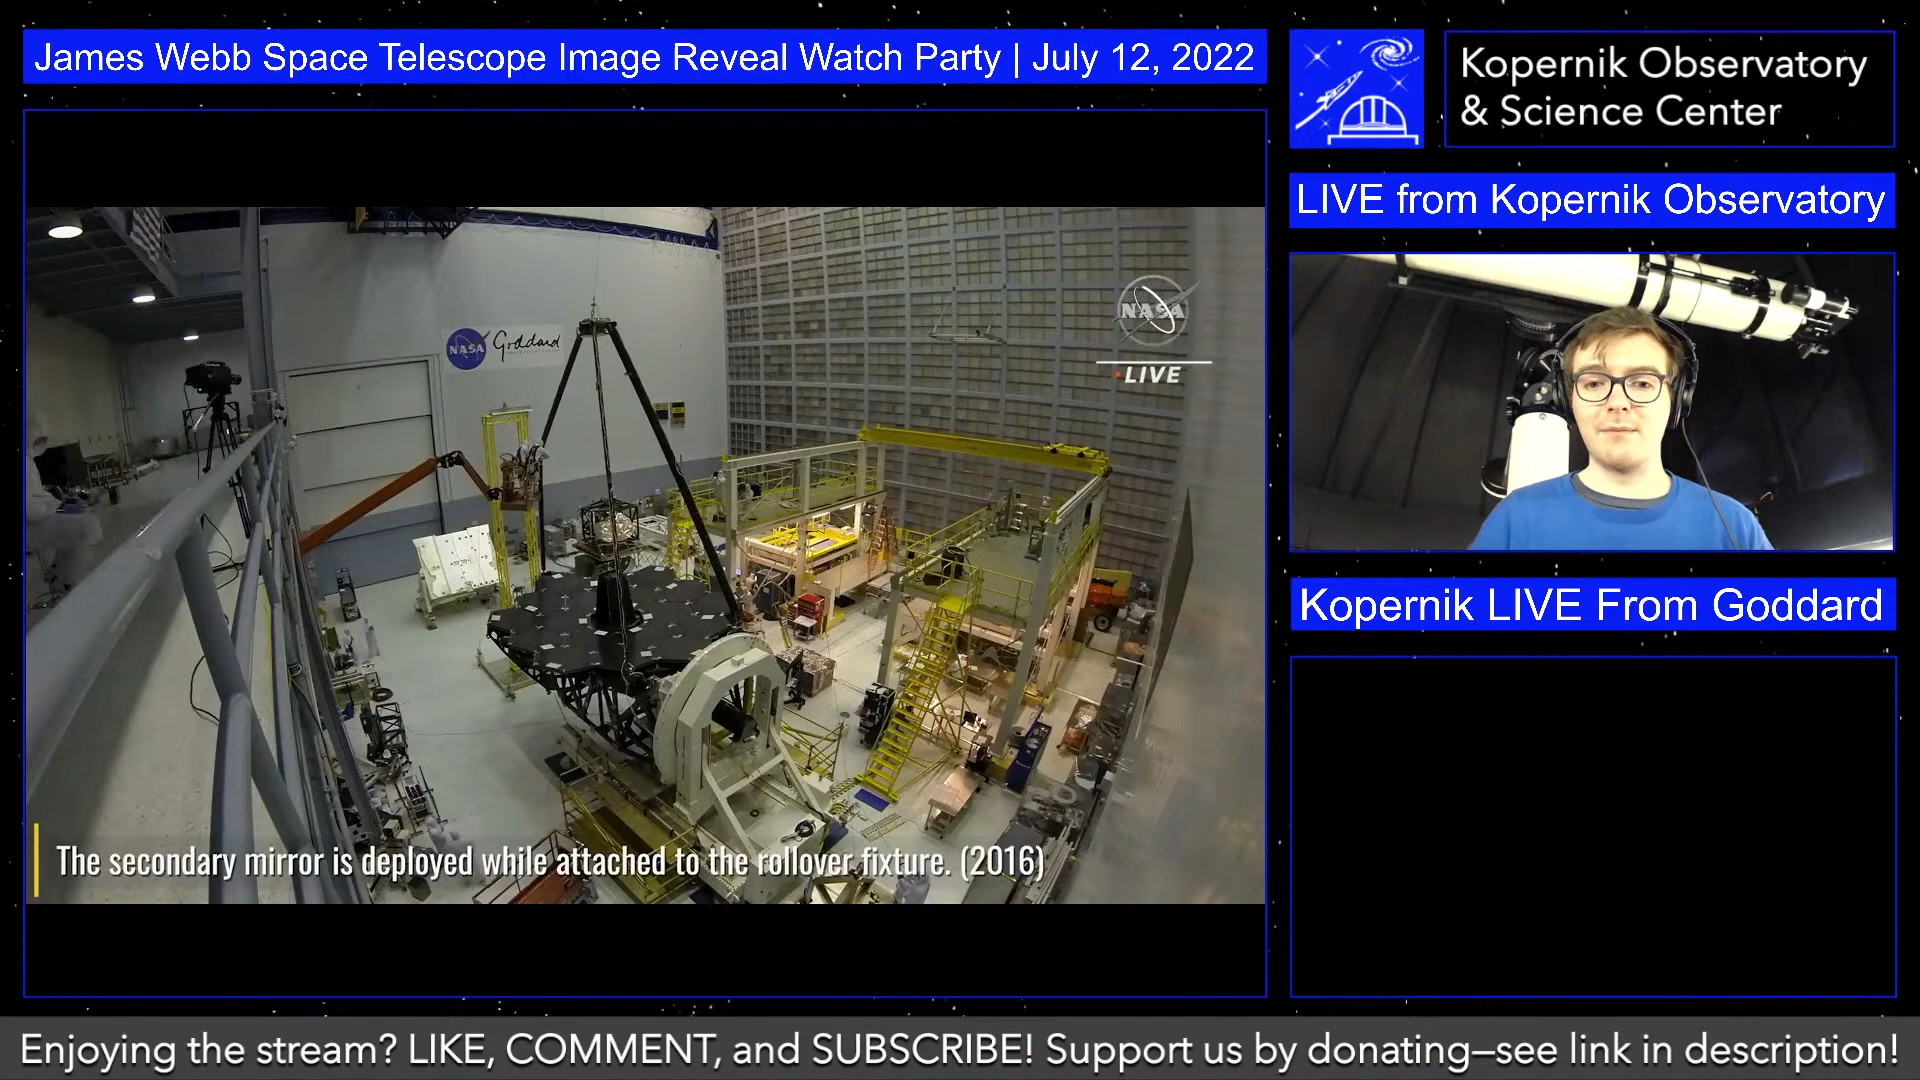 James Webb Space Telescope Image Reveal Watch Party | July 12, 2022
Kopernik Observatory
& Science Center
LIVE from Kopernik Observatory
NASA
Goddard
NASA
LIVE
Kopernik LIVE From Goddard
The secondary mirror is deployed while attached to the rollover fixture. (2016)
Enjoying the stream? LIKE, COMMENT, and SUBSCRIBE! Support us by donating—see link in description!